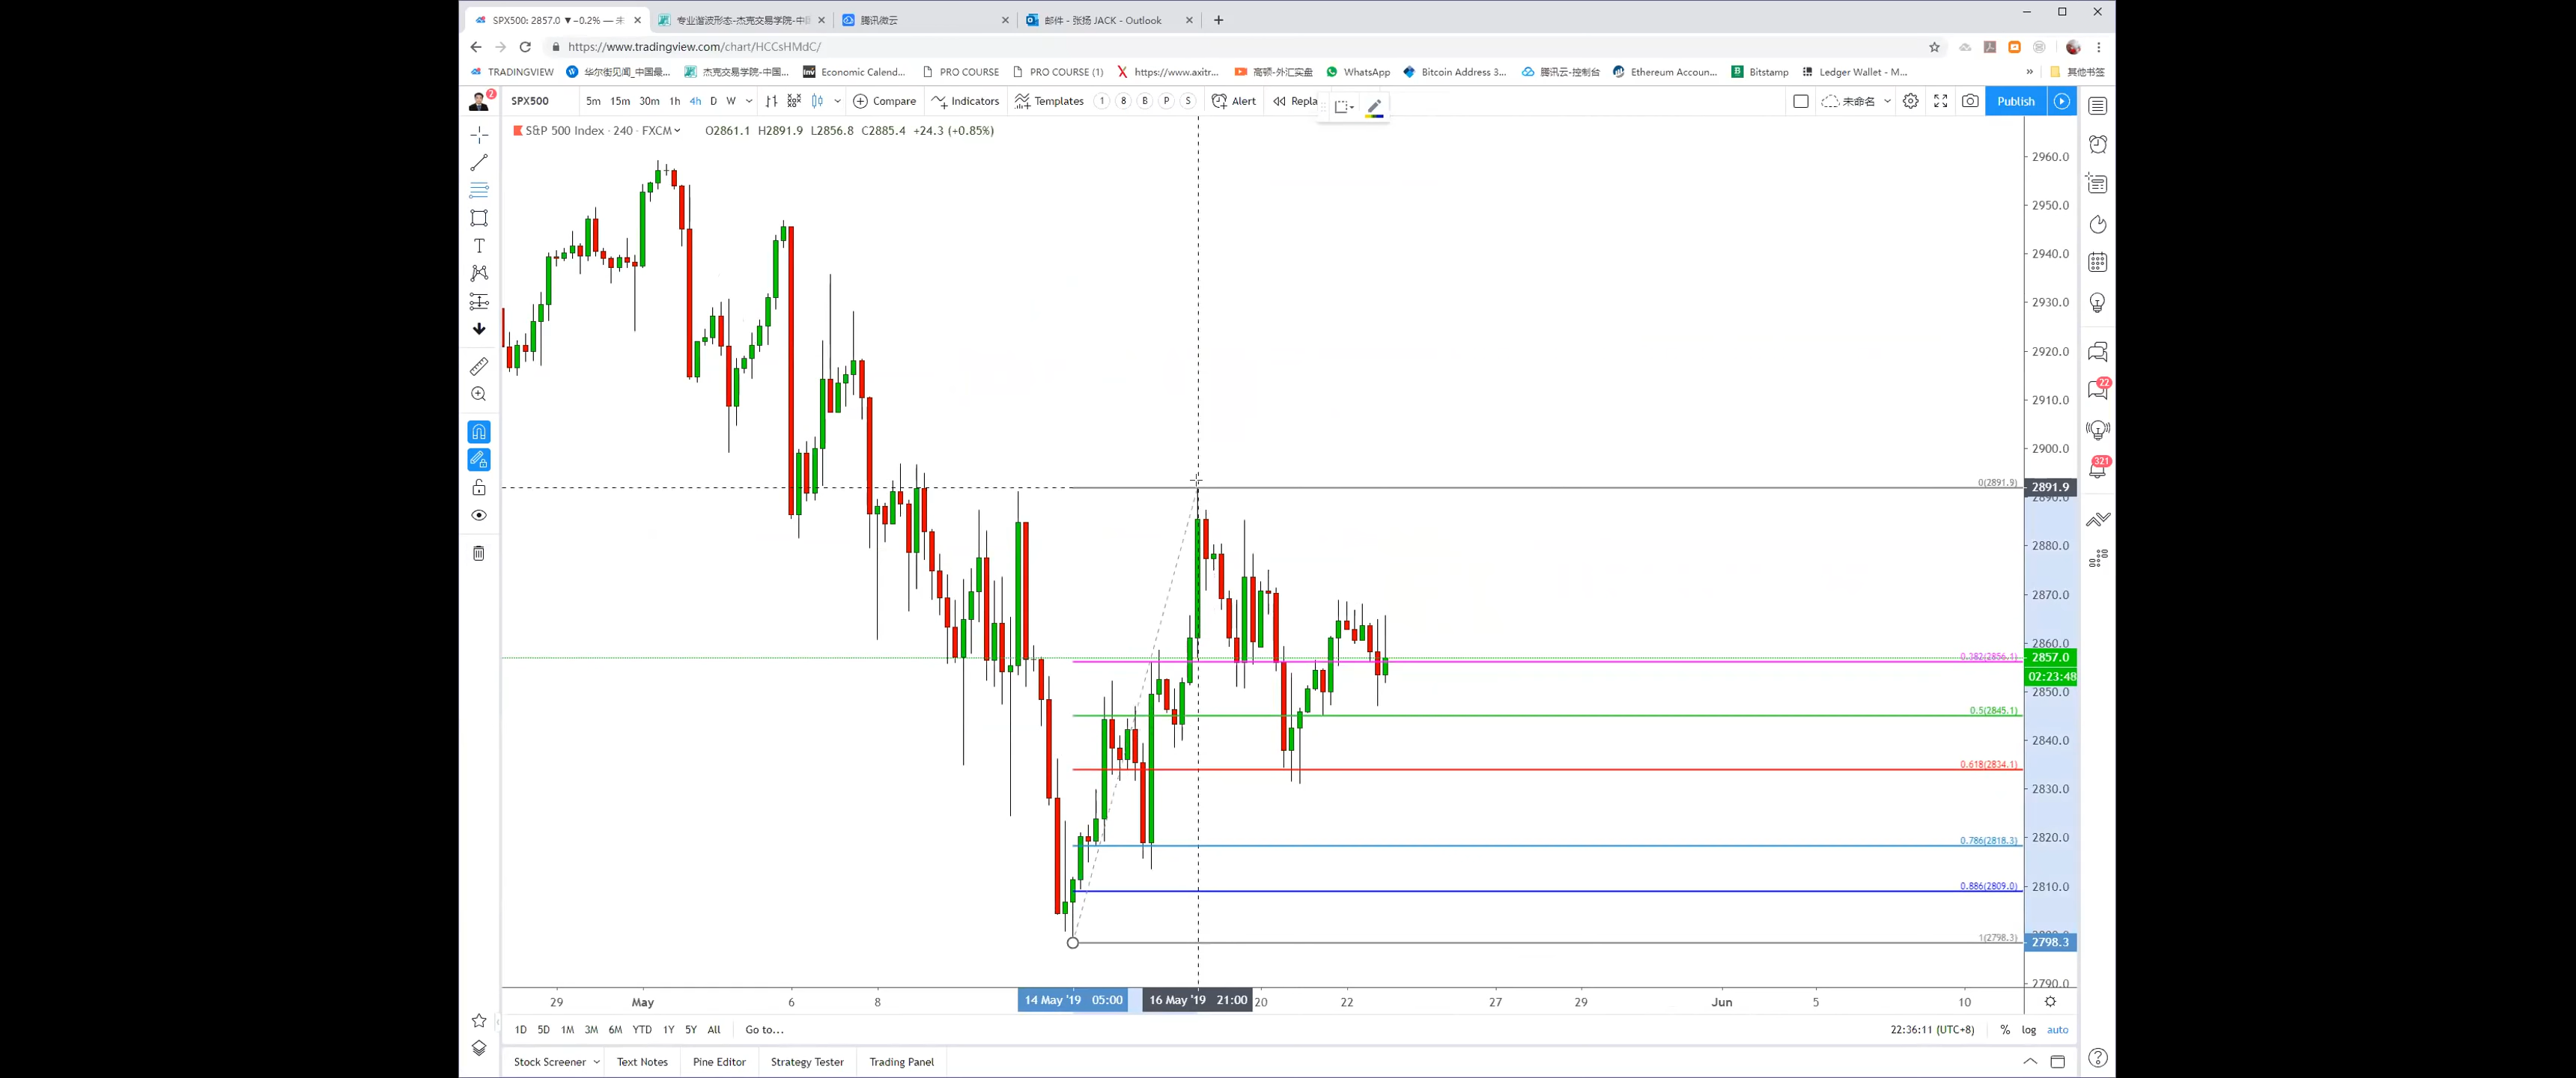 SPX500: 2857.0 ▼−0.2% — 未
专业谐波形态-杰克交易学院-中
腾讯微云
邮件 - 张扬 JACK - Outlook
https://www.tradingview.com/chart/HCCsHMdC/
TRADINGVIEW
华尔街见闻_中国最...
杰克交易学院-中国...
Economic Calend...
PRO COURSE
PRO COURSE (1)
https://www.axitr...
高顿-外汇实盘
WhatsApp
Bitcoin Address 3...
腾讯云-控制台
Ethereum Accoun...
Bitstamp
Ledger Wallet - M...
»
其他书签
2
SPX500
5m 15m 30m 1h 4h D W
Compare
Indicators
Templates
1 8 B P S
Alert
Repla
未命名
Publish
S&P 500 Index · 240 · FXCM
O2861.1 H2891.9 L2856.8 C2885.4 +24.3 (+0.85%)
2960.0
2950.0
2940.0
2930.0
2920.0
2910.0
2900.0
0(2891.9)
2891.9
2890.0
2880.0
2870.0
2860.0
0.382(2856.1)
2857.0
02:23:48
2850.0
0.5(2845.1)
2840.0
0.618(2834.1)
2830.0
0.786(2818.3)
2820.0
0.886(2809.0)
2810.0
1(2798.3)
2798.3
2790.0
22
321
29 May 6 8
14 May '19 05:00
16 May '19 21:00
20 22 27 29 Jun 5 10
1D 5D 1M 3M 6M YTD 1Y 5Y All Go to...
22:36:11 (UTC+8) % log auto
Stock Screener Text Notes Pine Editor Strategy Tester Trading Panel